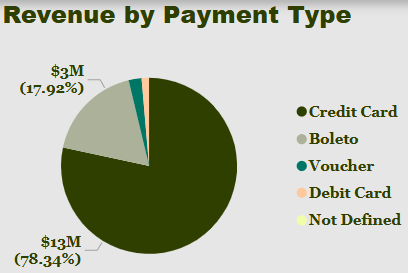 Revenue by Payment Type
$3M
(17.92%)
Credit Card
Boleto
Voucher
Debit Card
Not Defined
$13M
(78.34%)